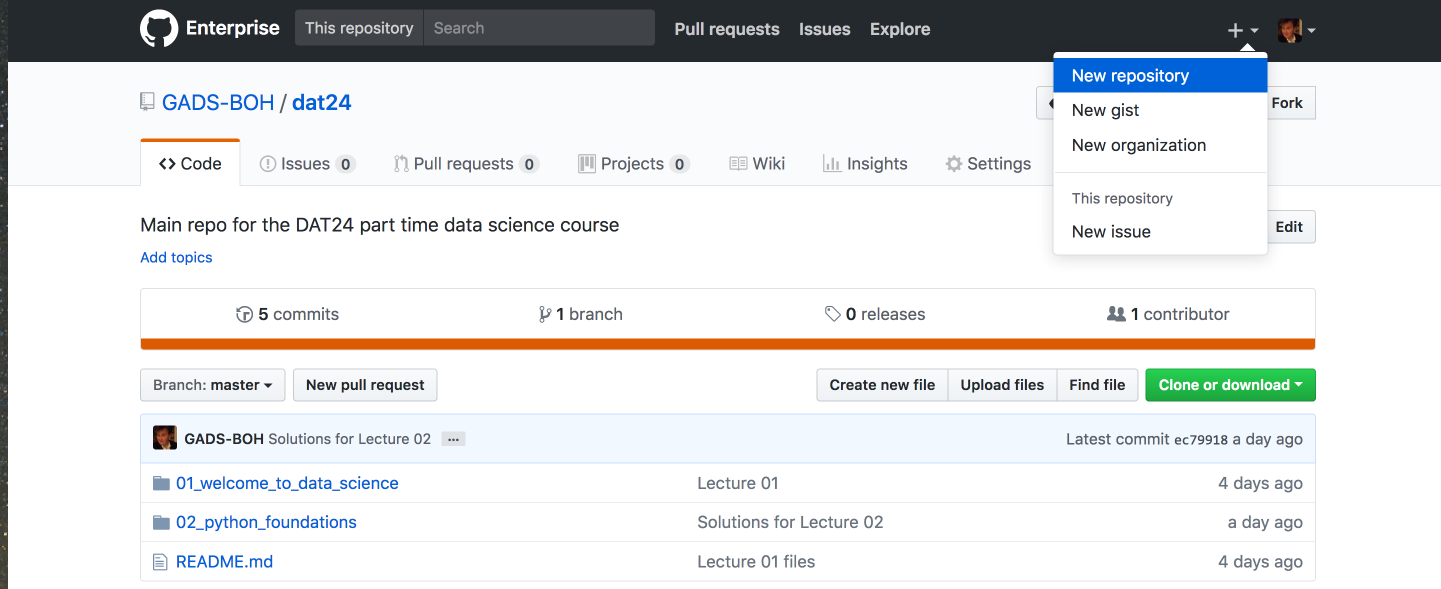 Enterprise This repository Search Pull requests Issues Explore
New repository
New gist
New organization
This repository
New issue
GADS-BOH / dat24 Fork
Code Issues 0 Pull requests 0 Projects 0 Wiki Insights Settings
Main repo for the DAT24 part time data science course Edit
Add topics
5 commits 1 branch 0 releases 1 contributor
Branch: master New pull request Create new file Upload files Find file Clone or download
GADS-BOH Solutions for Lecture 02 ... Latest commit ec79918 a day ago
01_welcome_to_data_science Lecture 01 4 days ago
02_python_foundations Solutions for Lecture 02 a day ago
README.md Lecture 01 files 4 days ago